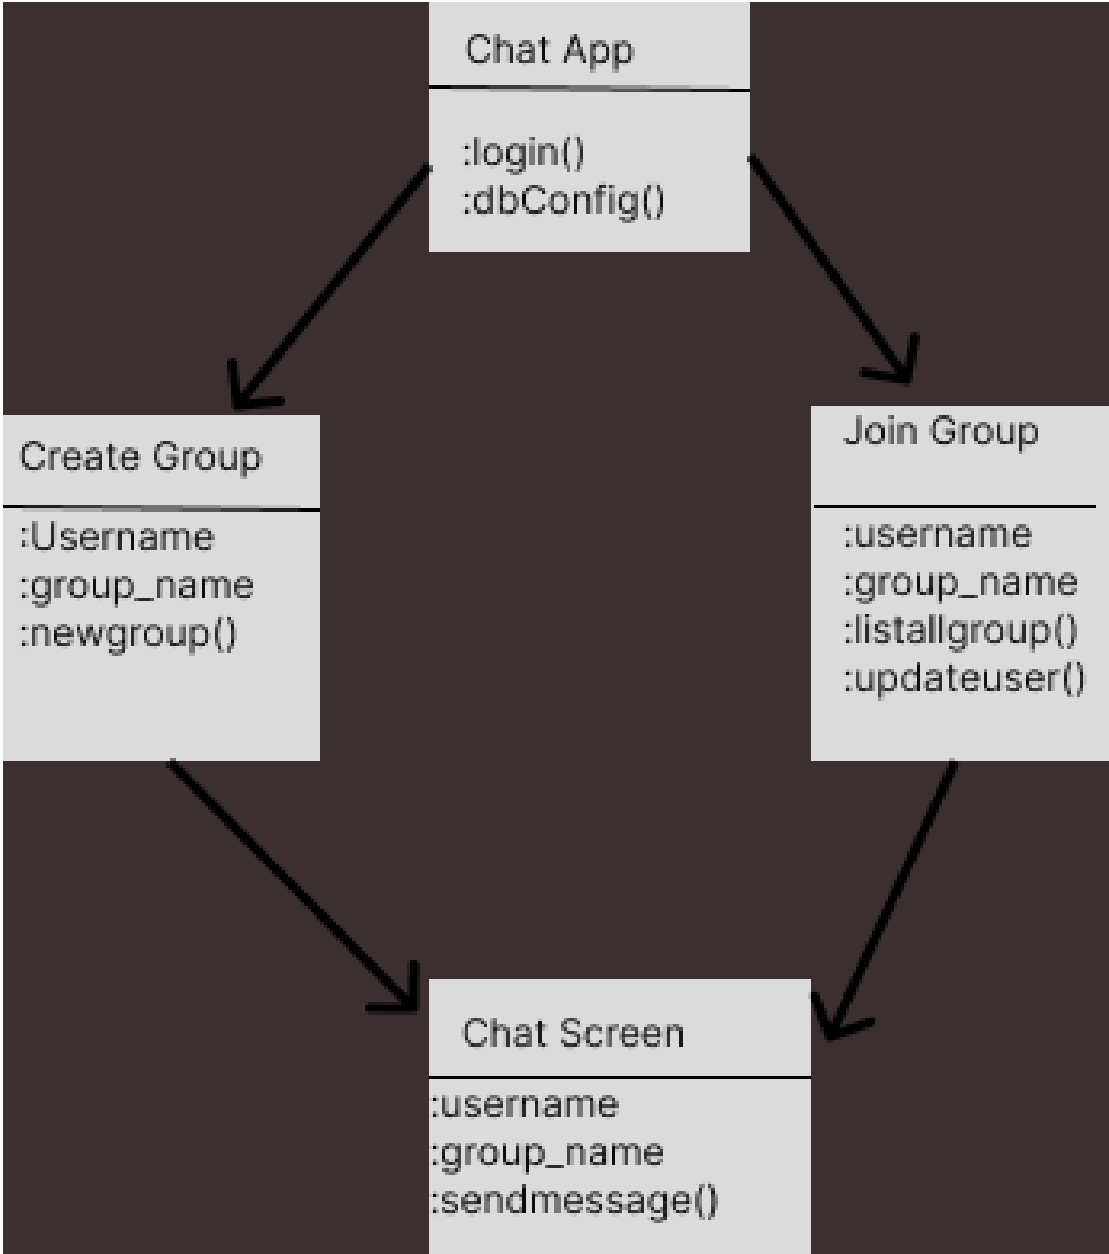 Chat App
:login()
:dbConfig()
Create Group
:Username
:group_name
:newgroup()
Join Group
:username
:group_name
:listallgroup()
:updateuser()
Chat Screen
:username
:group_name
:sendmessage()